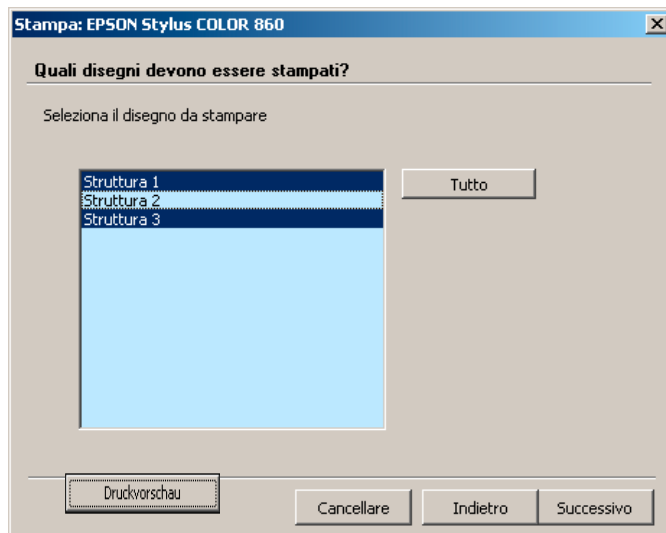 Stampa: EPSON Stylus COLOR 860
Quali disegni devono essere stampati?
Seleziona il disegno da stampare
Struttura 1
Struttura 2
Struttura 3
Tutto
Druckvorschau
Cancellare
Indietro
Successivo